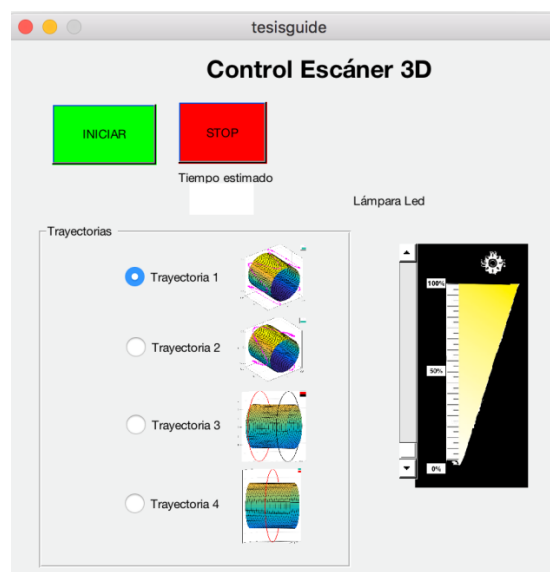 tesisguide
Control Escáner 3D
INICIAR
STOP
Tiempo estimado
Lámpara Led
Trayectorias
Trayectoria 1
Trayectoria 2
Trayectoria 3
Trayectoria 4
100%
50%
0%